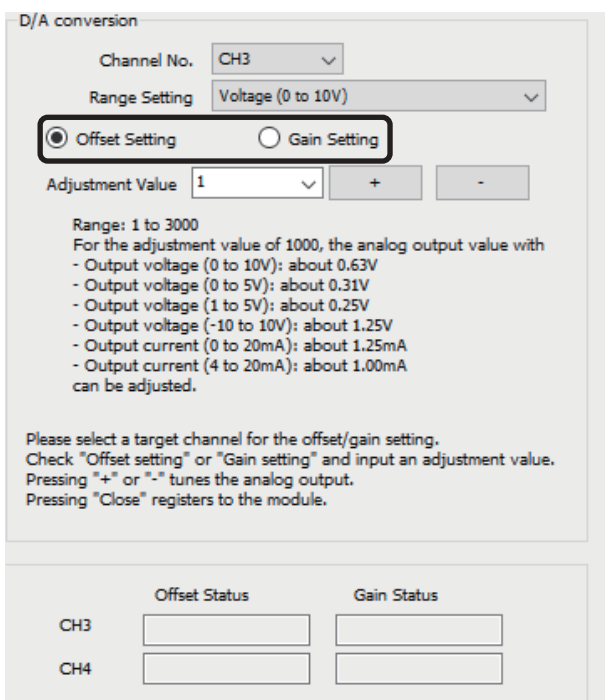 D/A conversion
Channel No. CH3
Range Setting Voltage (0 to 10V)
Offset Setting Gain Setting
Adjustment Value 1 + -
Range: 1 to 3000
For the adjustment value of 1000, the analog output value with
- Output voltage (0 to 10V): about 0.63V
- Output voltage (0 to 5V): about 0.31V
- Output voltage (1 to 5V): about 0.25V
- Output voltage (-10 to 10V): about 1.25V
- Output current (0 to 20mA): about 1.25mA
- Output current (4 to 20mA): about 1.00mA
can be adjusted.
Please select a target channel for the offset/gain setting.
Check "Offset setting" or "Gain setting" and input an adjustment value.
Pressing "+" or "-" tunes the analog output.
Pressing "Close" registers to the module.
Offset Status Gain Status
CH3
CH4